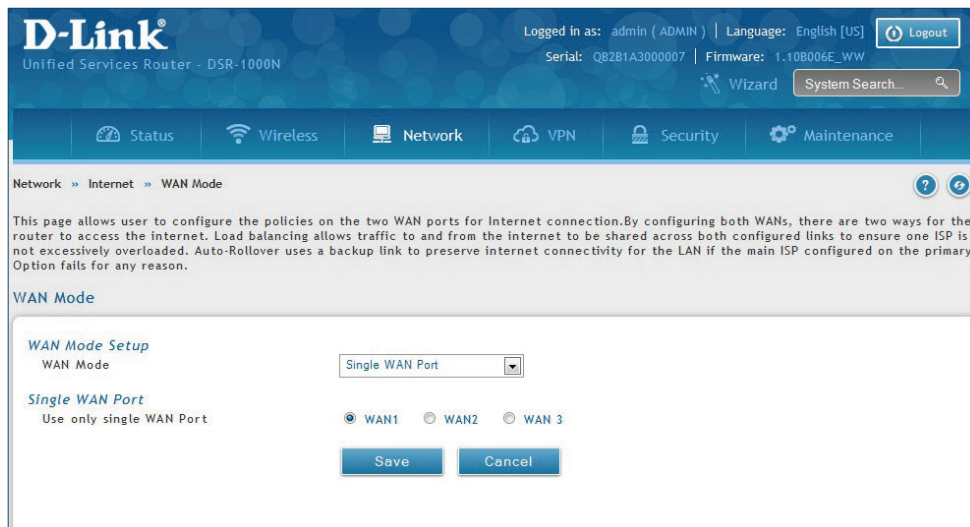 D-Link
Unified Services Router - DSR-1000N
Logged in as: admin ( ADMIN ) | Language: English [US]
Logout
Serial: QB2B1A3000007 | Firmware: 1.10B006E_WW
Wizard
System Search...
Status
Wireless
Network
VPN
Security
Maintenance
Network » Internet » WAN Mode
?
This page allows user to configure the policies on the two WAN ports for Internet connection.By configuring both WANs, there are two ways for the
router to access the internet. Load balancing allows traffic to and from the internet to be shared across both configured links to ensure one ISP is
not excessively overloaded. Auto-Rollover uses a backup link to preserve internet connectivity for the LAN if the main ISP configured on the primary
Option fails for any reason.
WAN Mode
WAN Mode Setup
WAN Mode
Single WAN Port
Single WAN Port
Use only single WAN Port
WAN1
WAN2
WAN 3
Save
Cancel